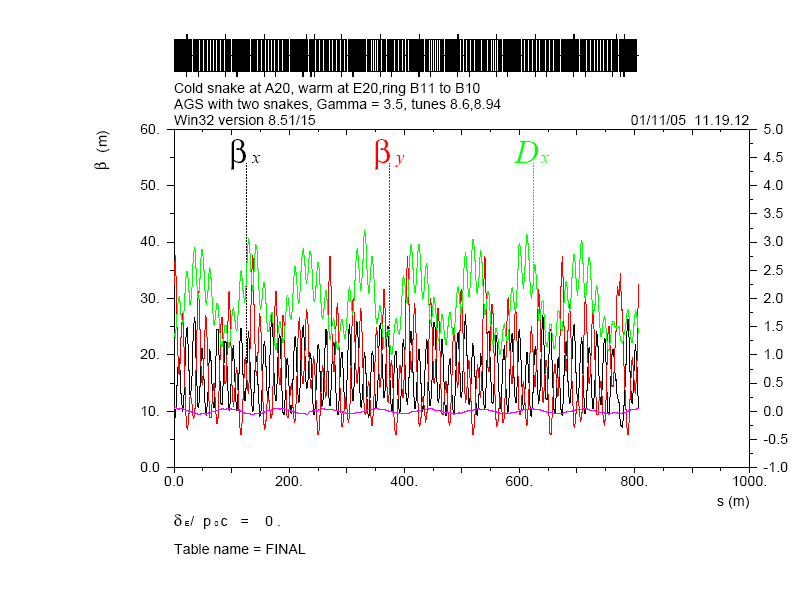 Cold snake at A20, warm at E20,ring B11 to B10
AGS with two snakes, Gamma = 3.5, tunes 8.6,8.94
Win32 version 8.51/15 01/11/05 11.19.12
β (m)
60.
50.
40.
30.
20.
10.
0.0
βx βy Dx
5.0
4.5
4.0
3.5
3.0
2.5
2.0
1.5
1.0
0.5
0.0
-0.5
-1.0
0.0 200. 400. 600. 800. 1000.
s (m)
δE/ p0c = 0.
Table name = FINAL